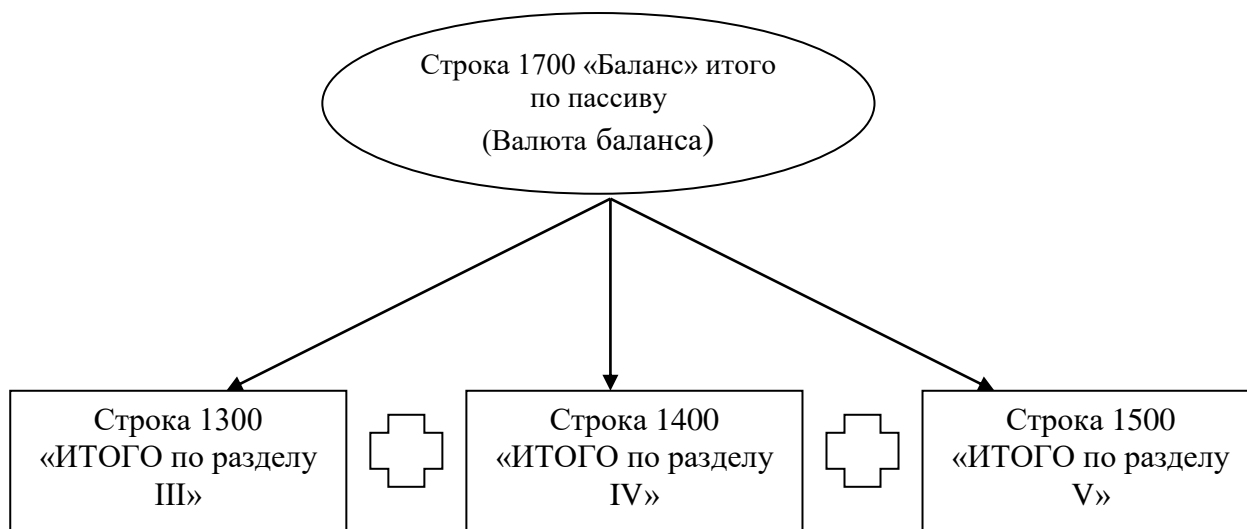 Строка 1700 «Баланс» итого
по пассиву
(Валюта баланса)
Строка 1300
«ИТОГО по разделу
III»
Строка 1400
«ИТОГО по разделу
IV»
Строка 1500
«ИТОГО по разделу
V»